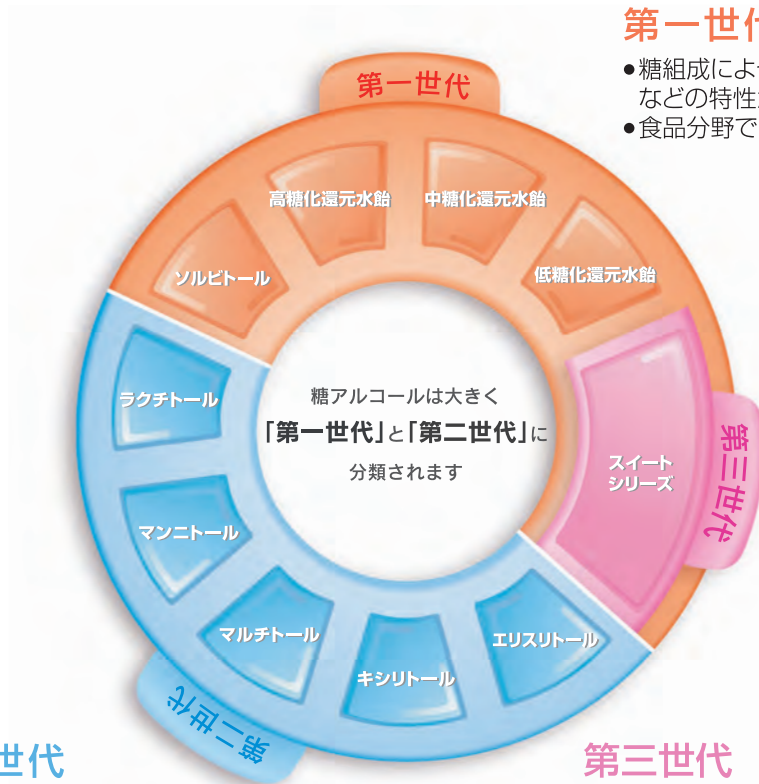 第一世
●糖組成によ
などの特性
●食品分野で
第一世代
高糖化還元水飴
中糖化還元水飴
ソルビトール
低糖化還元水飴
ラクチトール
糖アルコールは大きく
「第一世代」と「第二世代」に
分類されます
スイート
シリーズ
第三世代
マンニトール
マルチトール
キシリトール
エリスリトール
第二世代
世代
第三世代